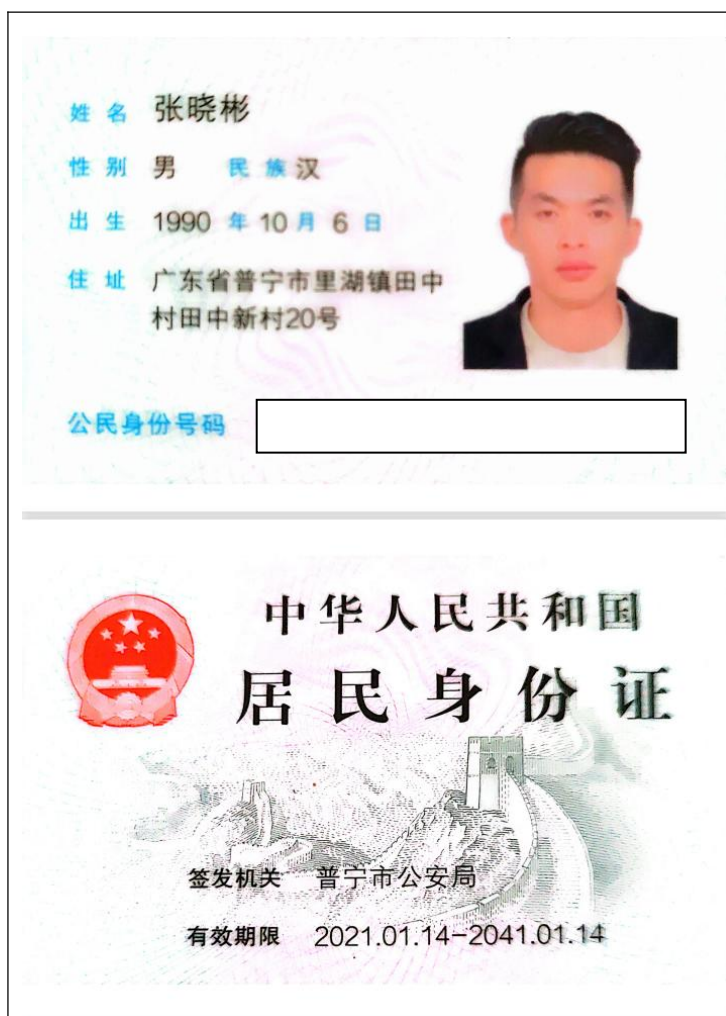 姓名 张晓彬
性别 男 民族 汉
出生 1990 年 10 月 6 日
住址 广东省普宁市里湖镇田中
村田中新村20号
公民身份号码
中华人民共和国
居民身份证
签发机关 普宁市公安局
有效期限 2021.01.14-2041.01.14